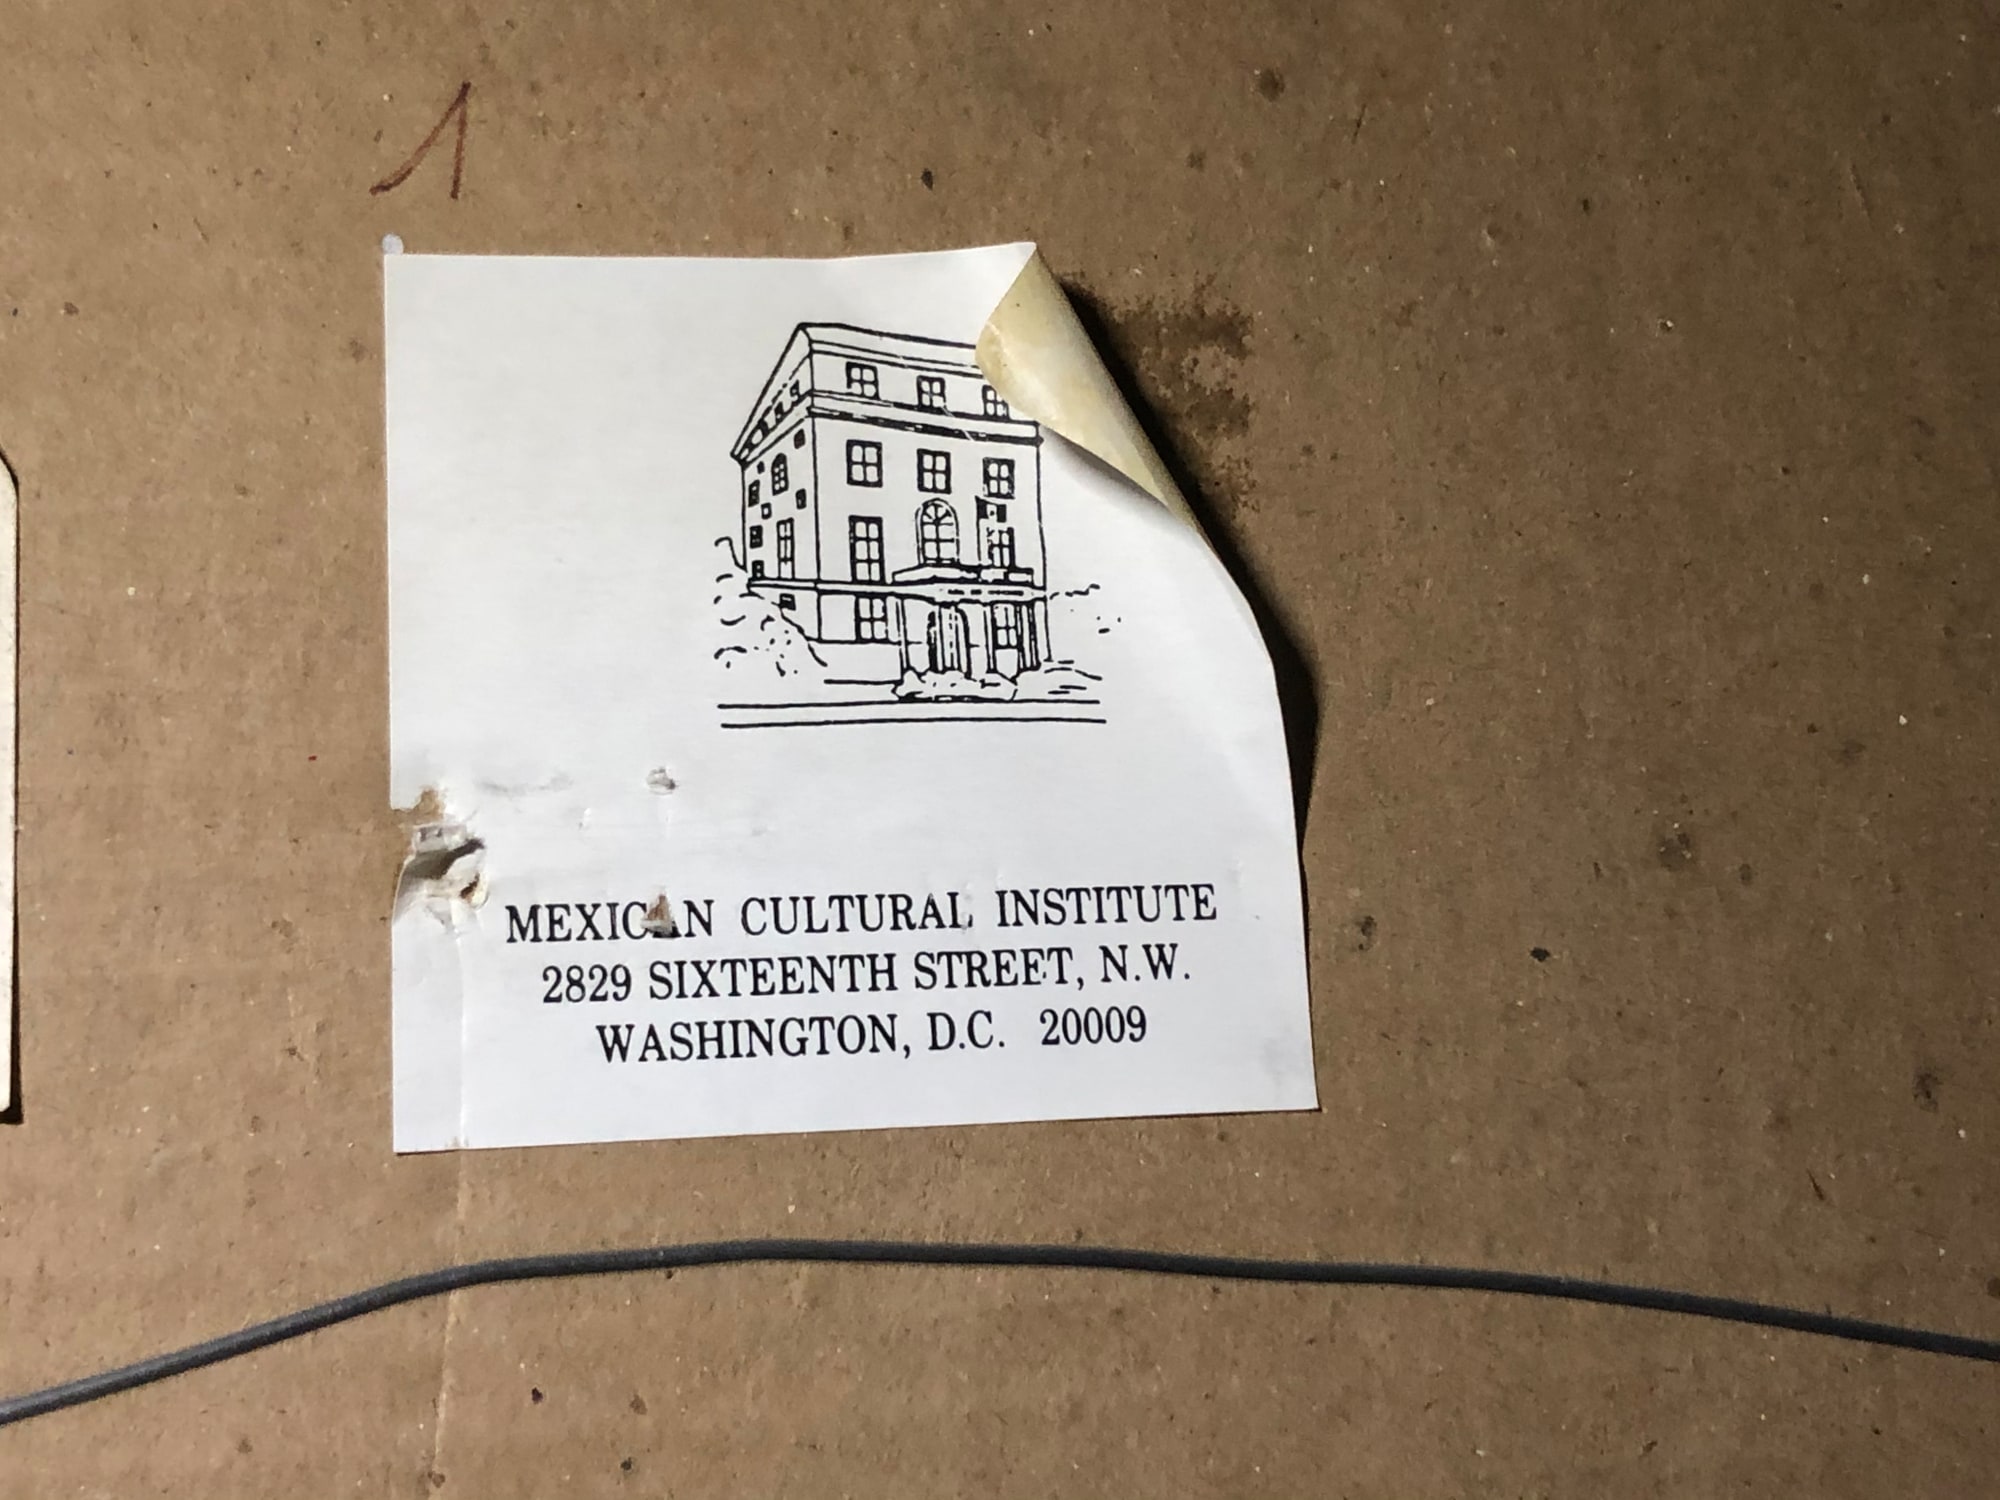 1
MEXICAN CULTURAL INSTITUTE
2829 SIXTEENTH STREET, N.W.
WASHINGTON, D.C. 20009